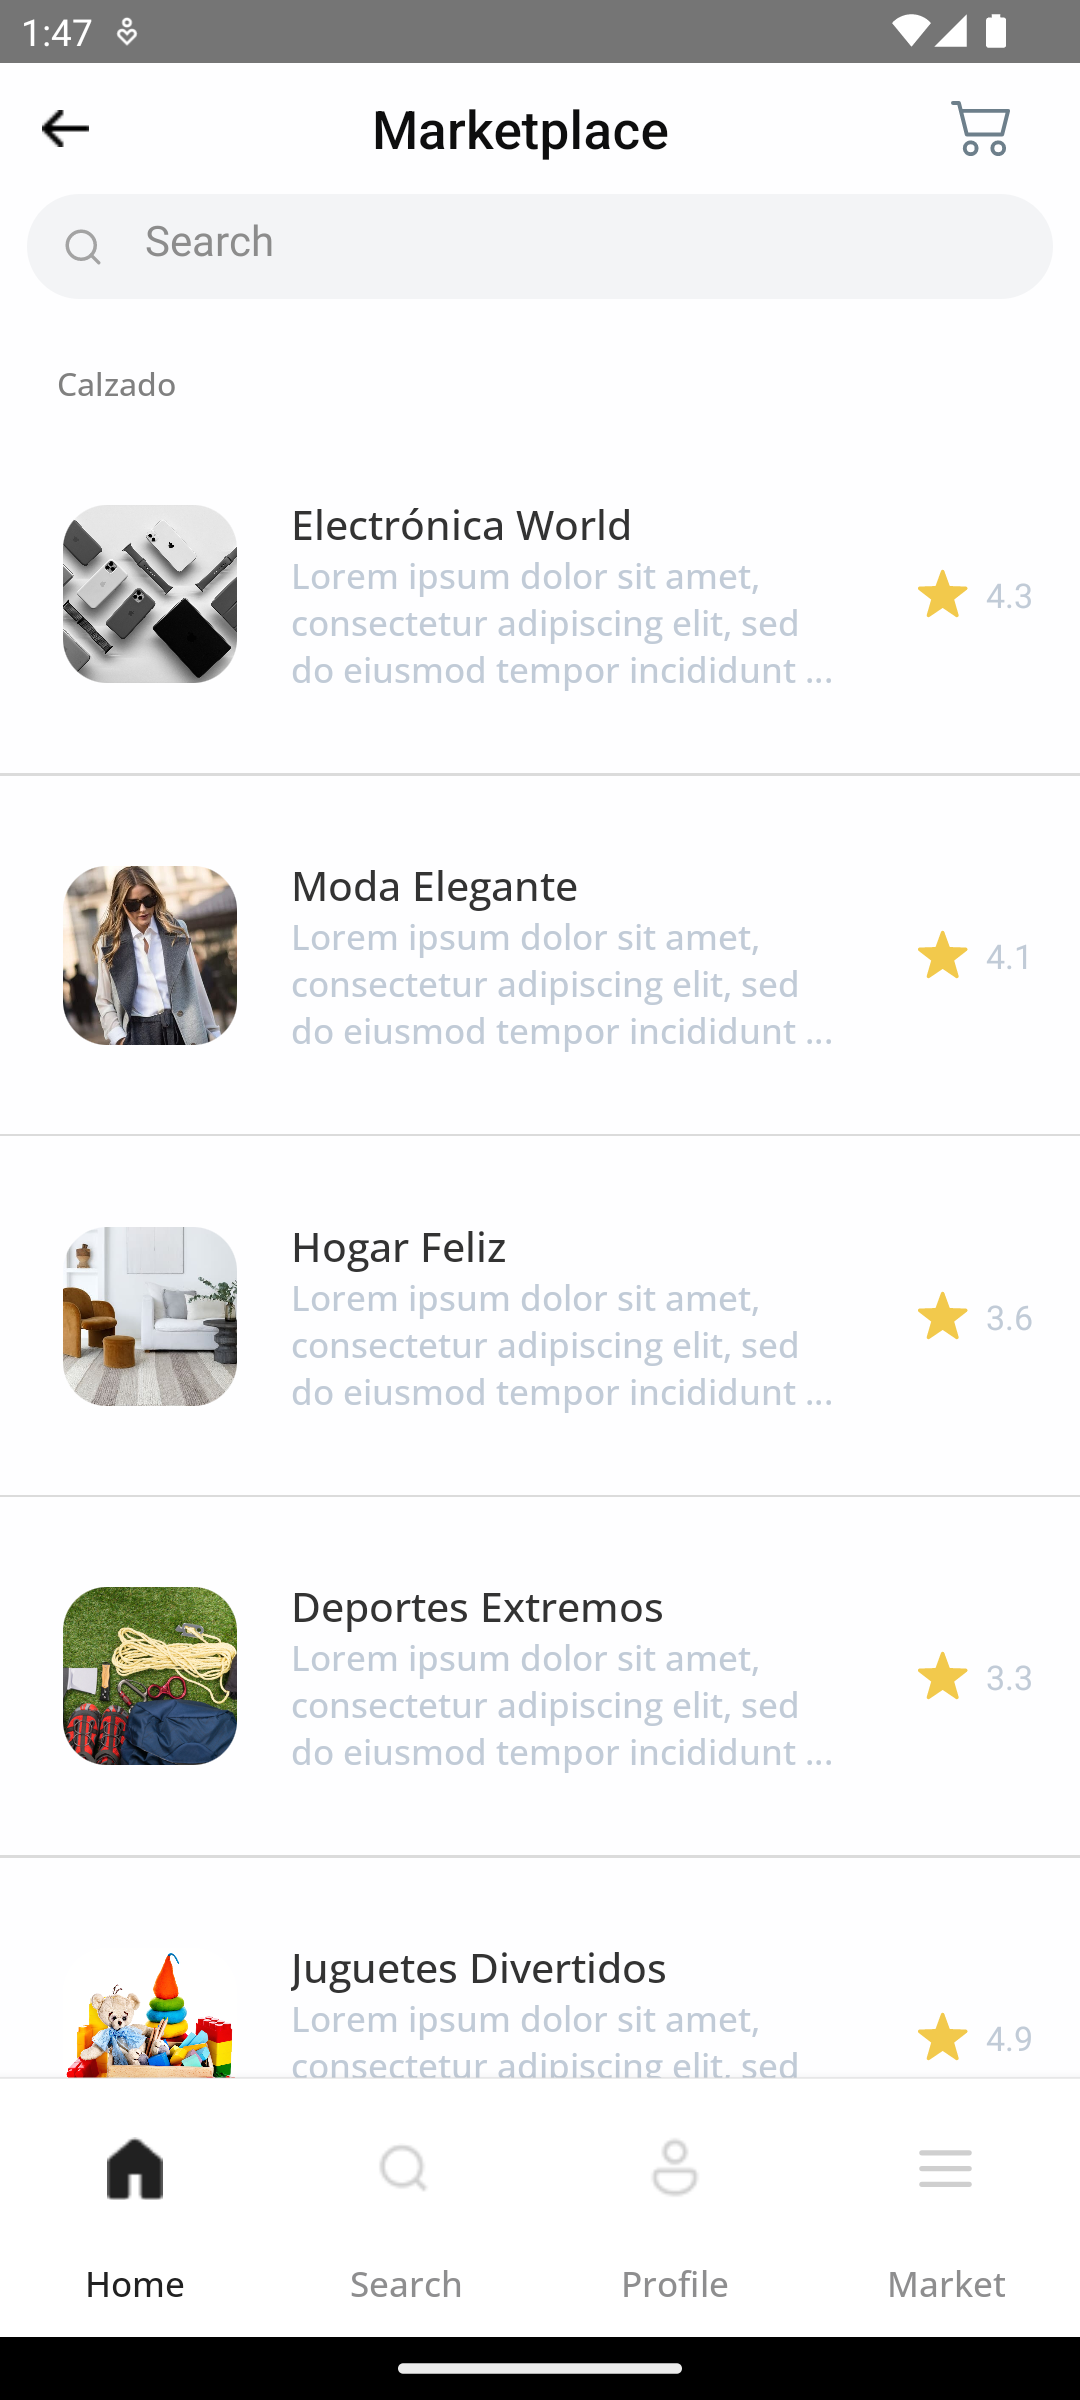 1:47
Marketplace
Search
Calzado
Electrónica World
Lorem ipsum dolor sit amet,
consectetur adipiscing elit, sed
do eiusmod tempor incididunt ...
4.3
Moda Elegante
Lorem ipsum dolor sit amet,
consectetur adipiscing elit, sed
do eiusmod tempor incididunt ...
4.1
Hogar Feliz
Lorem ipsum dolor sit amet,
consectetur adipiscing elit, sed
do eiusmod tempor incididunt ...
3.6
Deportes Extremos
Lorem ipsum dolor sit amet,
consectetur adipiscing elit, sed
do eiusmod tempor incididunt ...
3.3
Juguetes Divertidos
Lorem ipsum dolor sit amet,
consectetur adipiscing elit, sed
4.9
Home
Search
Profile
Market